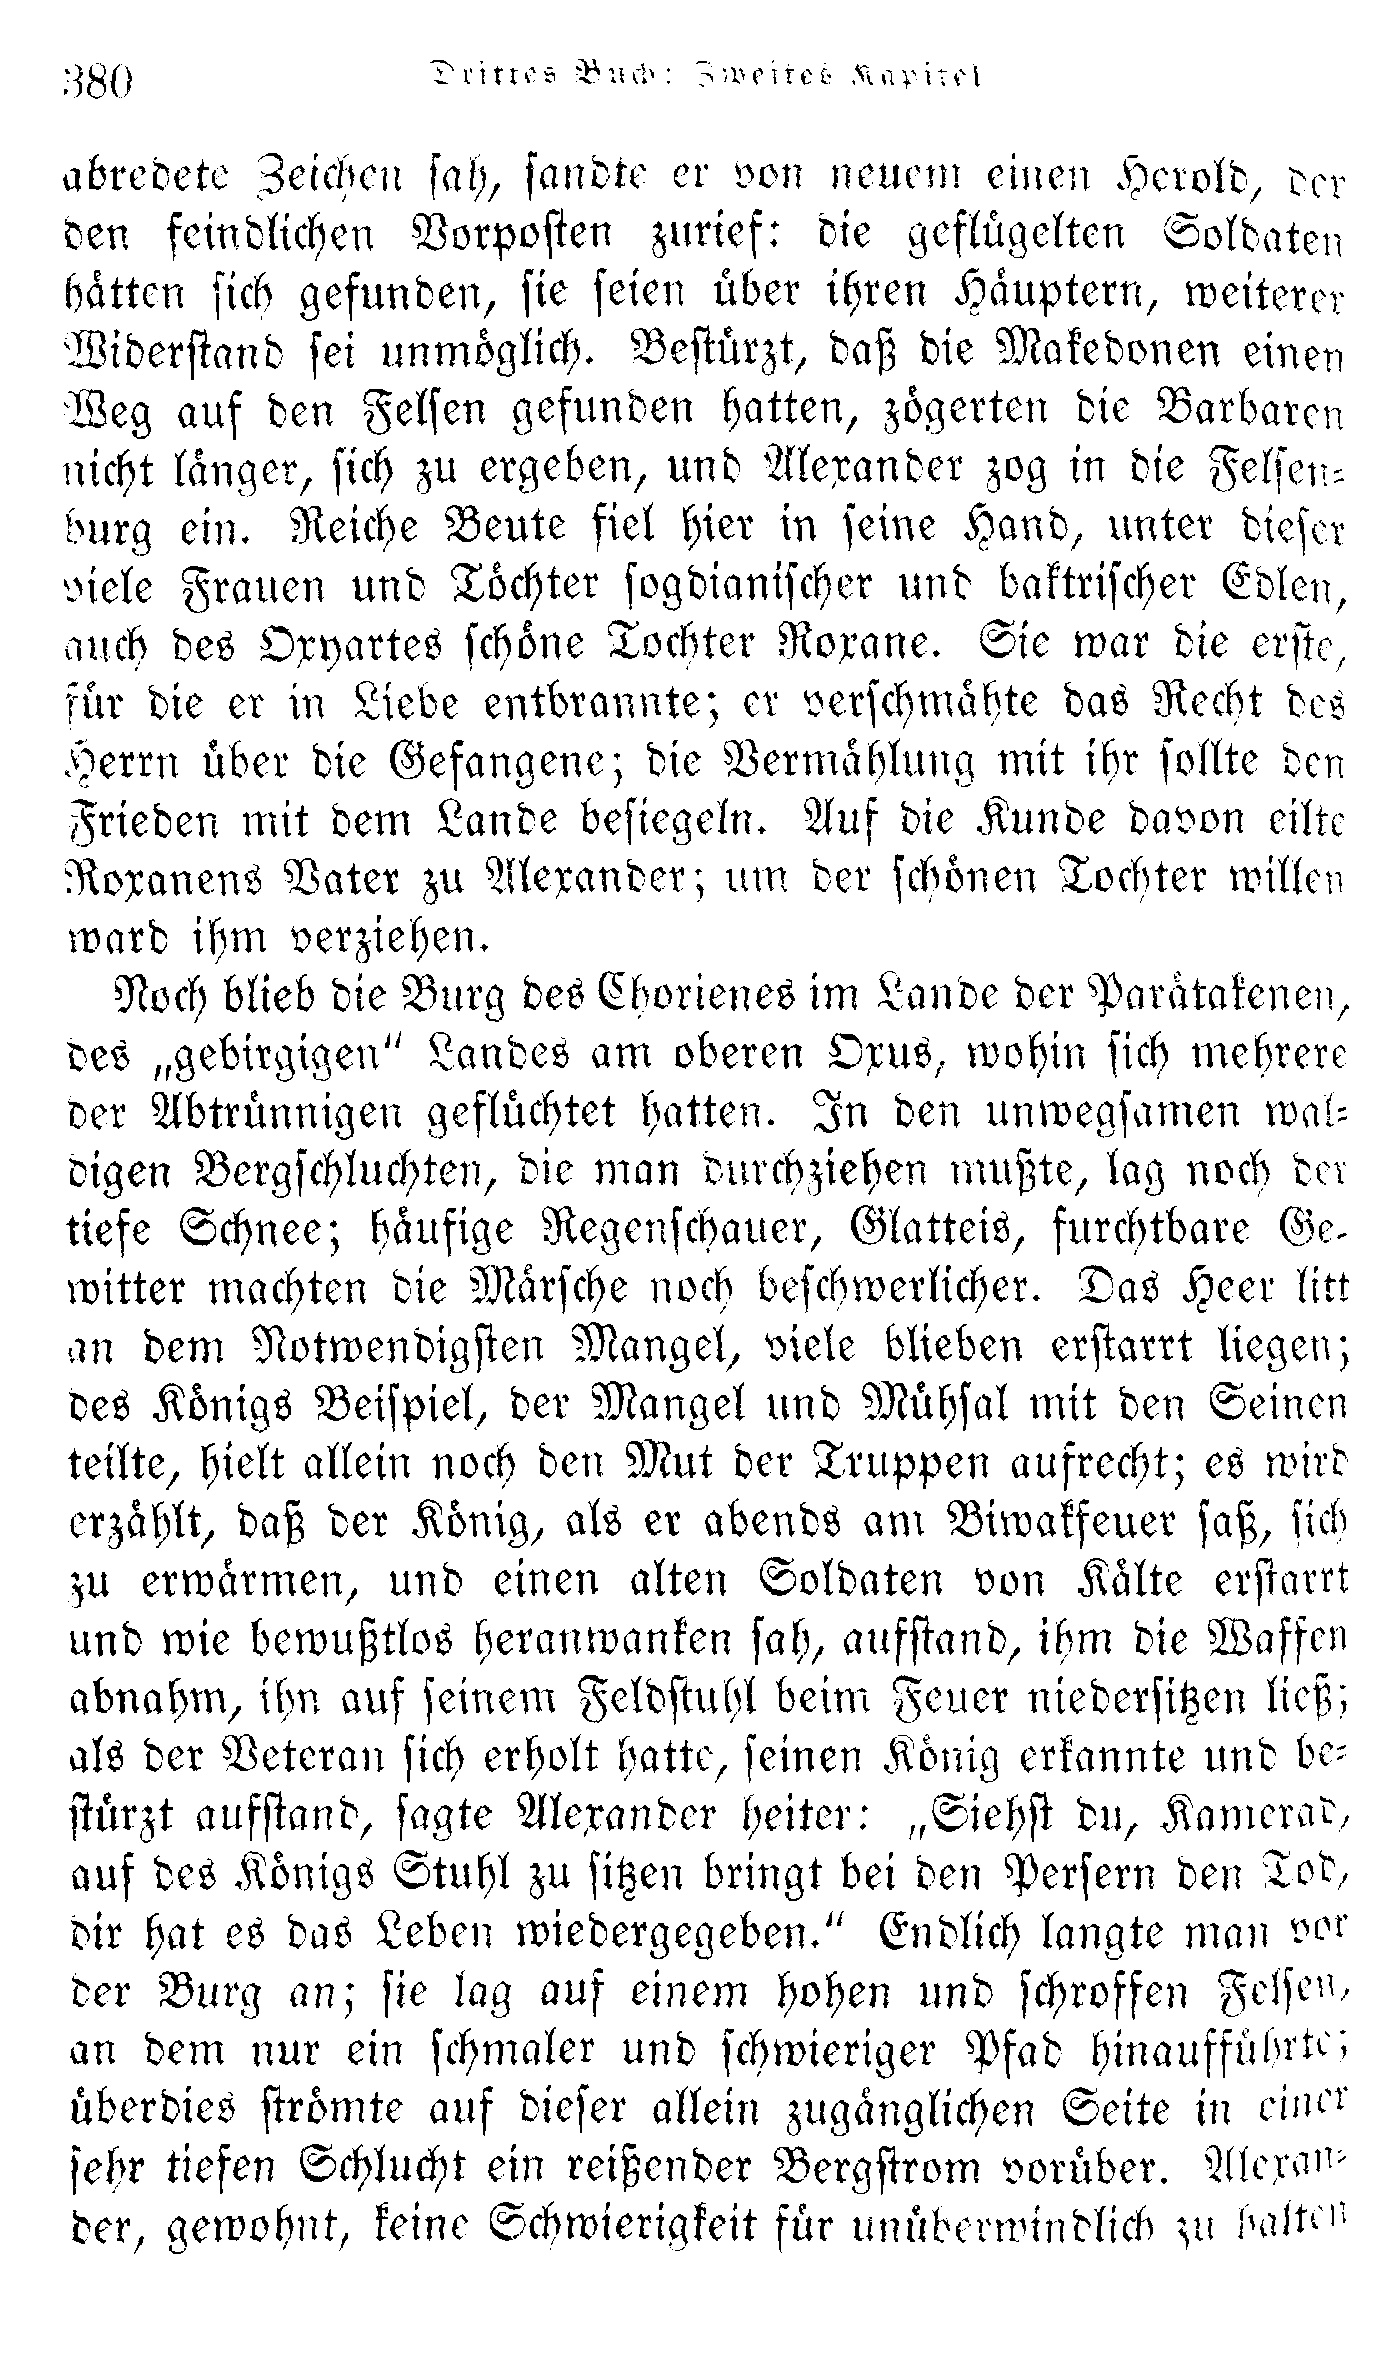 380
Drittes Buch: Zweites Kapitel
abredete Zeichen sah, sandte er von neuem einen Herold, der
den feindlichen Vorposten zurief: die geflügelten Soldaten
hätten sich gefunden, sie seien über ihren Häuptern, weiterer
Widerstand sei unmöglich. Bestürzt, daß die Makedonen einen
Weg auf den Felsen gefunden hatten, zögerten die Barbaren
nicht länger, sich zu ergeben, und Alexander zog in die Felsen-
burg ein. Reiche Beute fiel hier in seine Hand, unter dieser
viele Frauen und Töchter sogdianischer und baktrischer Edlen,
auch des Oxyartes schöne Tochter Roxane. Sie war die erste,
für die er in Liebe entbrannte; er verschmähte das Recht des
Herrn über die Gefangene; die Vermählung mit ihr sollte den
Frieden mit dem Lande besiegeln. Auf die Kunde davon eilte
Roxanens Vater zu Alexander; um der schönen Tochter willen
ward ihm verziehen.
Noch blieb die Burg des Chorienes im Lande der Parätakenen,
des „gebirgigen“ Landes am oberen Oxus, wohin sich mehrere
der Abtrünnigen geflüchtet hatten. In den unwegsamen wal-
digen Bergschluchten, die man durchziehen mußte, lag noch der
tiefe Schnee; häufige Regenschauer, Glatteis, furchtbare Ge-
witter machten die Märsche noch beschwerlicher. Das Heer litt
an dem Notwendigsten Mangel, viele blieben erstarrt liegen;
des Königs Beispiel, der Mangel und Mühsal mit den Seinen
teilte, hielt allein noch den Mut der Truppen aufrecht; es wird
erzählt, daß der König, als er abends am Biwakfeuer saß, sich
zu erwärmen, und einen alten Soldaten von Kälte erstarrt
und wie bewußtlos heranwanken sah, aufstand, ihm die Waffen
abnahm, ihn auf seinem Feldstuhl beim Feuer niedersitzen ließ;
als der Veteran sich erholt hatte, seinen König erkannte und be-
stürzt aufstand, sagte Alexander heiter: „Siehst du, Kamerad,
auf des Königs Stuhl zu sitzen bringt bei den Persern den Tod,
dir hat es das Leben wiedergegeben.“ Endlich langte man vor
der Burg an; sie lag auf einem hohen und schroffen Felsen,
an dem nur ein schmaler und schwieriger Pfad hinaufführte;
überdies strömte auf dieser allein zugänglichen Seite in einer
sehr tiefen Schlucht ein reißender Bergstrom vorüber. Alexan-
der, gewohnt, keine Schwierigkeit für unüberwindlich zu halten